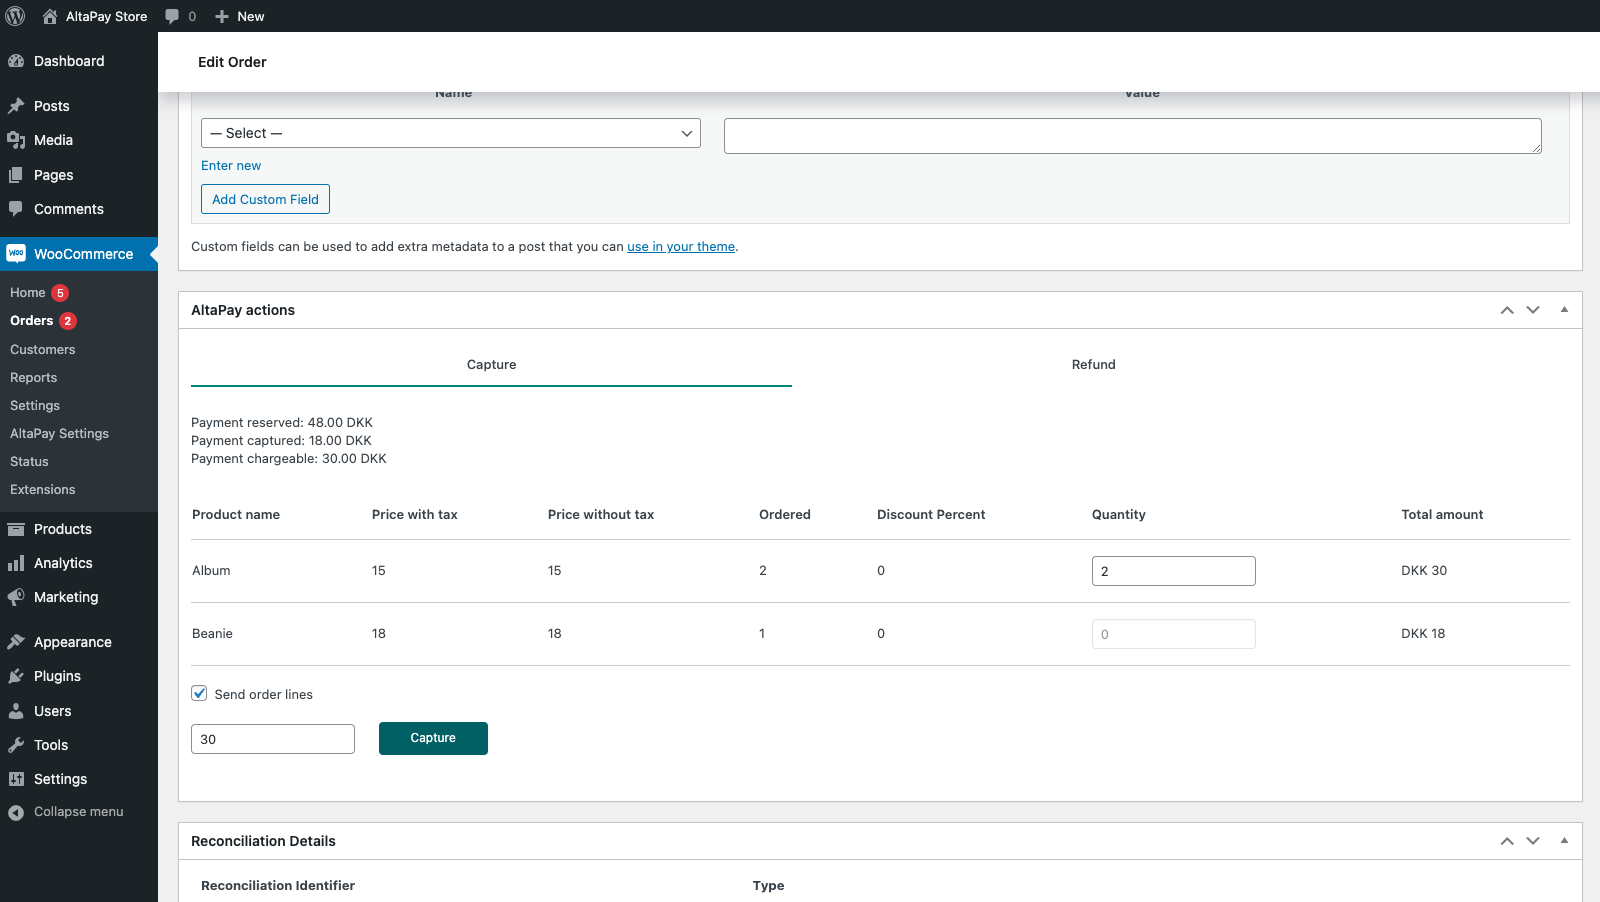 AltaPay Store 0 New
Dashboard
Posts
Media
Pages
Comments
WooCommerce
Home 5
Orders 2
Customers
Reports
Settings
AltaPay Settings
Status
Extensions
Products
Analytics
Marketing
Appearance
Plugins
Users
Tools
Settings
Collapse menu
Edit Order
Name Value
— Select —
Enter new
Add Custom Field
Custom fields can be used to add extra metadata to a post that you can use in your theme.
AltaPay actions
Capture Refund
Payment reserved: 48.00 DKK
Payment captured: 18.00 DKK
Payment chargeable: 30.00 DKK
Product name Price with tax Price without tax Ordered Discount Percent Quantity Total amount
Album 15 15 2 0 2 DKK 30
Beanie 18 18 1 0 0 DKK 18
Send order lines
30 Capture
Reconciliation Details
Reconciliation Identifier Type